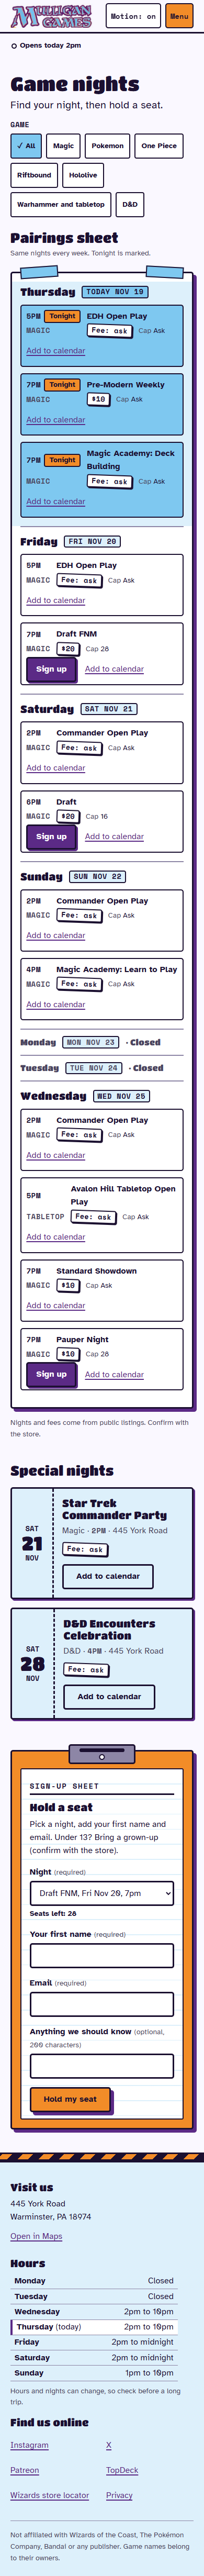 MULLIGAN GAMES
Motion: on
Menu
Opens today 2pm
Game nights
Find your night, then hold a seat.
GAME
✓ All
Magic
Pokemon
One Piece
Riftbound
Hololive
Warhammer and tabletop
D&D
Pairings sheet
Same nights every week. Tonight is marked.
Thursday TODAY NOV 19
5PM Tonight EDH Open Play
MAGIC Fee: ask Cap Ask
Add to calendar
7PM Tonight Pre-Modern Weekly
MAGIC $10 Cap Ask
Add to calendar
7PM Tonight Magic Academy: Deck
Building
MAGIC Fee: ask Cap Ask
Add to calendar
Friday FRI NOV 20
5PM EDH Open Play
MAGIC Fee: ask Cap Ask
Add to calendar
7PM Draft FNM
MAGIC $20 Cap 28
Sign up Add to calendar
Saturday SAT NOV 21
2PM Commander Open Play
MAGIC Fee: ask Cap Ask
Add to calendar
6PM Draft
MAGIC $20 Cap 16
Sign up Add to calendar
Sunday SUN NOV 22
2PM Commander Open Play
MAGIC Fee: ask Cap Ask
Add to calendar
4PM Magic Academy: Learn to Play
MAGIC Fee: ask Cap Ask
Add to calendar
Monday MON NOV 23 · Closed
Tuesday TUE NOV 24 · Closed
Wednesday WED NOV 25
2PM Commander Open Play
MAGIC Fee: ask Cap Ask
Add to calendar
5PM Avalon Hill Tabletop Open
Play
TABLETOP Fee: ask Cap Ask
Add to calendar
7PM Standard Showdown
MAGIC $10 Cap Ask
Add to calendar
7PM Pauper Night
MAGIC $10 Cap 28
Sign up Add to calendar
Nights and fees come from public listings. Confirm with
the store.
Special nights
SAT
21
NOV
Star Trek
Commander Party
Magic · 2PM · 445 York Road
Fee: ask
Add to calendar
SAT
28
NOV
D&D Encounters
Celebration
D&D · 4PM · 445 York Road
Fee: ask
Add to calendar
SIGN-UP SHEET
Hold a seat
Pick a night, add your first name and
email. Under 13? Bring a grown-up
(confirm with the store).
Night (required)
Draft FNM, Fri Nov 20, 7pm
Seats left: 28
Your first name (required)
Email (required)
Anything we should know (optional,
200 characters)
Hold my seat
Visit us
445 York Road
Warminster, PA 18974
Open in Maps
Hours
Monday Closed
Tuesday Closed
Wednesday 2pm to 10pm
Thursday (today) 2pm to 10pm
Friday 2pm to midnight
Saturday 2pm to midnight
Sunday 1pm to 10pm
Hours and nights can change, so check before a long
trip.
Find us online
Instagram X
Patreon TopDeck
Wizards store locator Privacy
Not affiliated with Wizards of the Coast, The Pokémon
Company, Bandai or any publisher. Game names belong
to their owners.